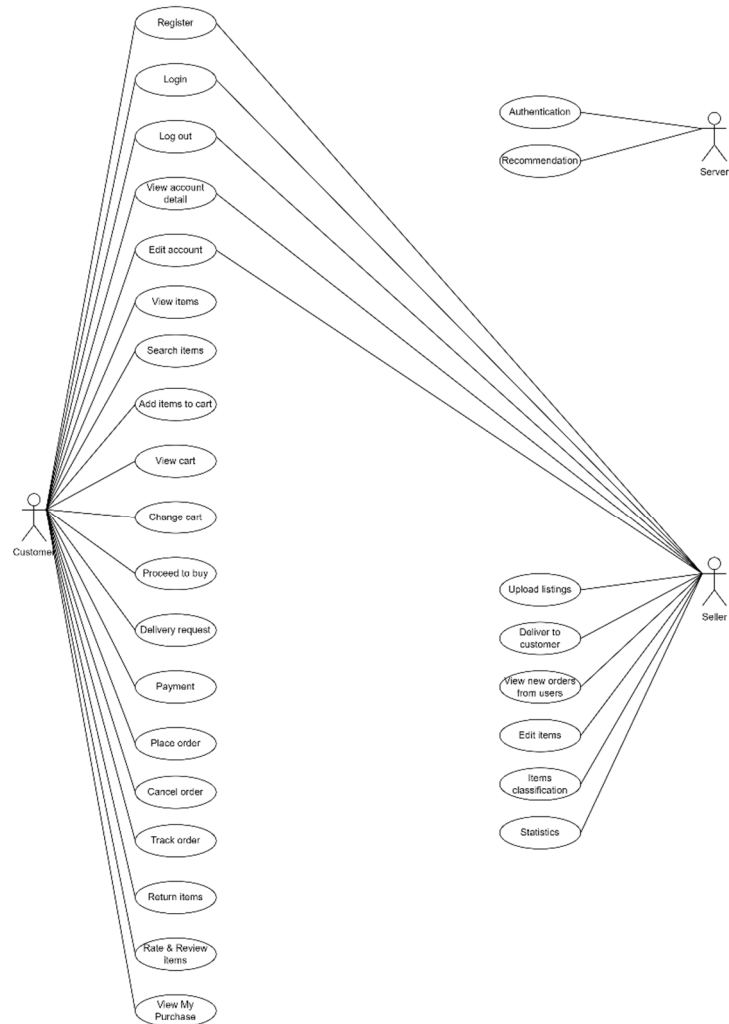 Register
Login
Log out
View account
detail
Edit account
View items
Search items
Add items to cart
View cart
Change cart
Customer
Proceed to buy
Delivery request
Payment
Place order
Cancel order
Track order
Return items
Rate & Review
items
View My
Purchase
Authentication
Recommendation
Server
Upload listings
Seller
Deliver to
customer
View new orders
from users
Edit items
Items
classification
Statistics